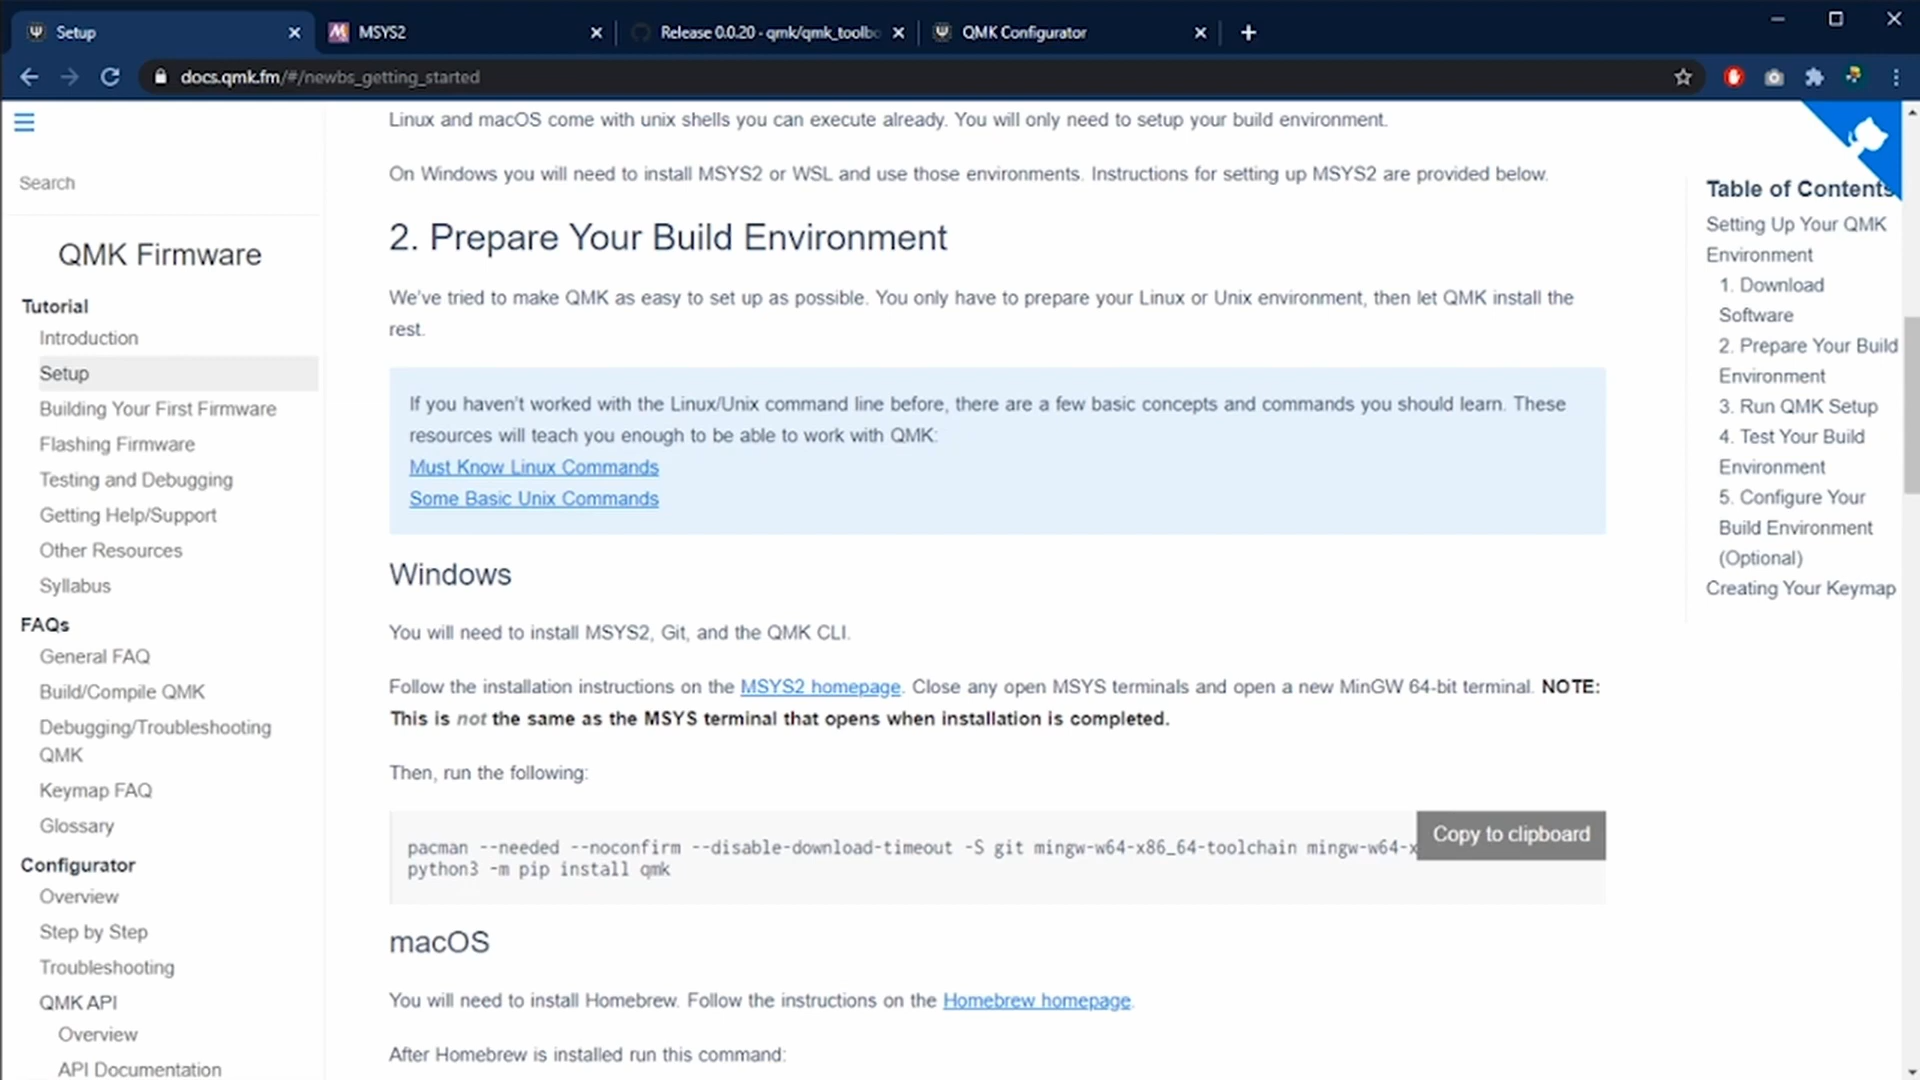 Setup
MSYS2
Release 0.0.20 - qmk/qmk_toolbo
QMK Configurator
docs.qmk.fm/#/newbs_getting_started
Search
QMK Firmware
Tutorial
Introduction
Setup
Building Your First Firmware
Flashing Firmware
Testing and Debugging
Getting Help/Support
Other Resources
Syllabus
FAQs
General FAQ
Build/Compile QMK
Debugging/Troubleshooting
QMK
Keymap FAQ
Glossary
Configurator
Overview
Step by Step
Troubleshooting
QMK API
Overview
API Documentation
Linux and macOS come with unix shells you can execute already. You will only need to setup your build environment.
On Windows you will need to install MSYS2 or WSL and use those environments. Instructions for setting up MSYS2 are provided below.
2. Prepare Your Build Environment
We've tried to make QMK as easy to set up as possible. You only have to prepare your Linux or Unix environment, then let QMK install the
rest.
If you haven't worked with the Linux/Unix command line before, there are a few basic concepts and commands you should learn. These
resources will teach you enough to be able to work with QMK:
Must Know Linux Commands
Some Basic Unix Commands
Windows
You will need to install MSYS2, Git, and the QMK CLI.
Follow the installation instructions on the MSYS2 homepage. Close any open MSYS terminals and open a new MinGW 64-bit terminal. NOTE:
This is not the same as the MSYS terminal that opens when installation is completed.
Then, run the following:
Copy to clipboard
pacman --needed --noconfirm --disable-download-timeout -S git mingw-w64-x86_64-toolchain mingw-w64-x
python3 -m pip install qmk
macOS
You will need to install Homebrew. Follow the instructions on the Homebrew homepage.
After Homebrew is installed run this command:
Table of Contents
Setting Up Your QMK
Environment
1. Download
Software
2. Prepare Your Build
Environment
3. Run QMK Setup
4. Test Your Build
Environment
5. Configure Your
Build Environment
(Optional)
Creating Your Keymap